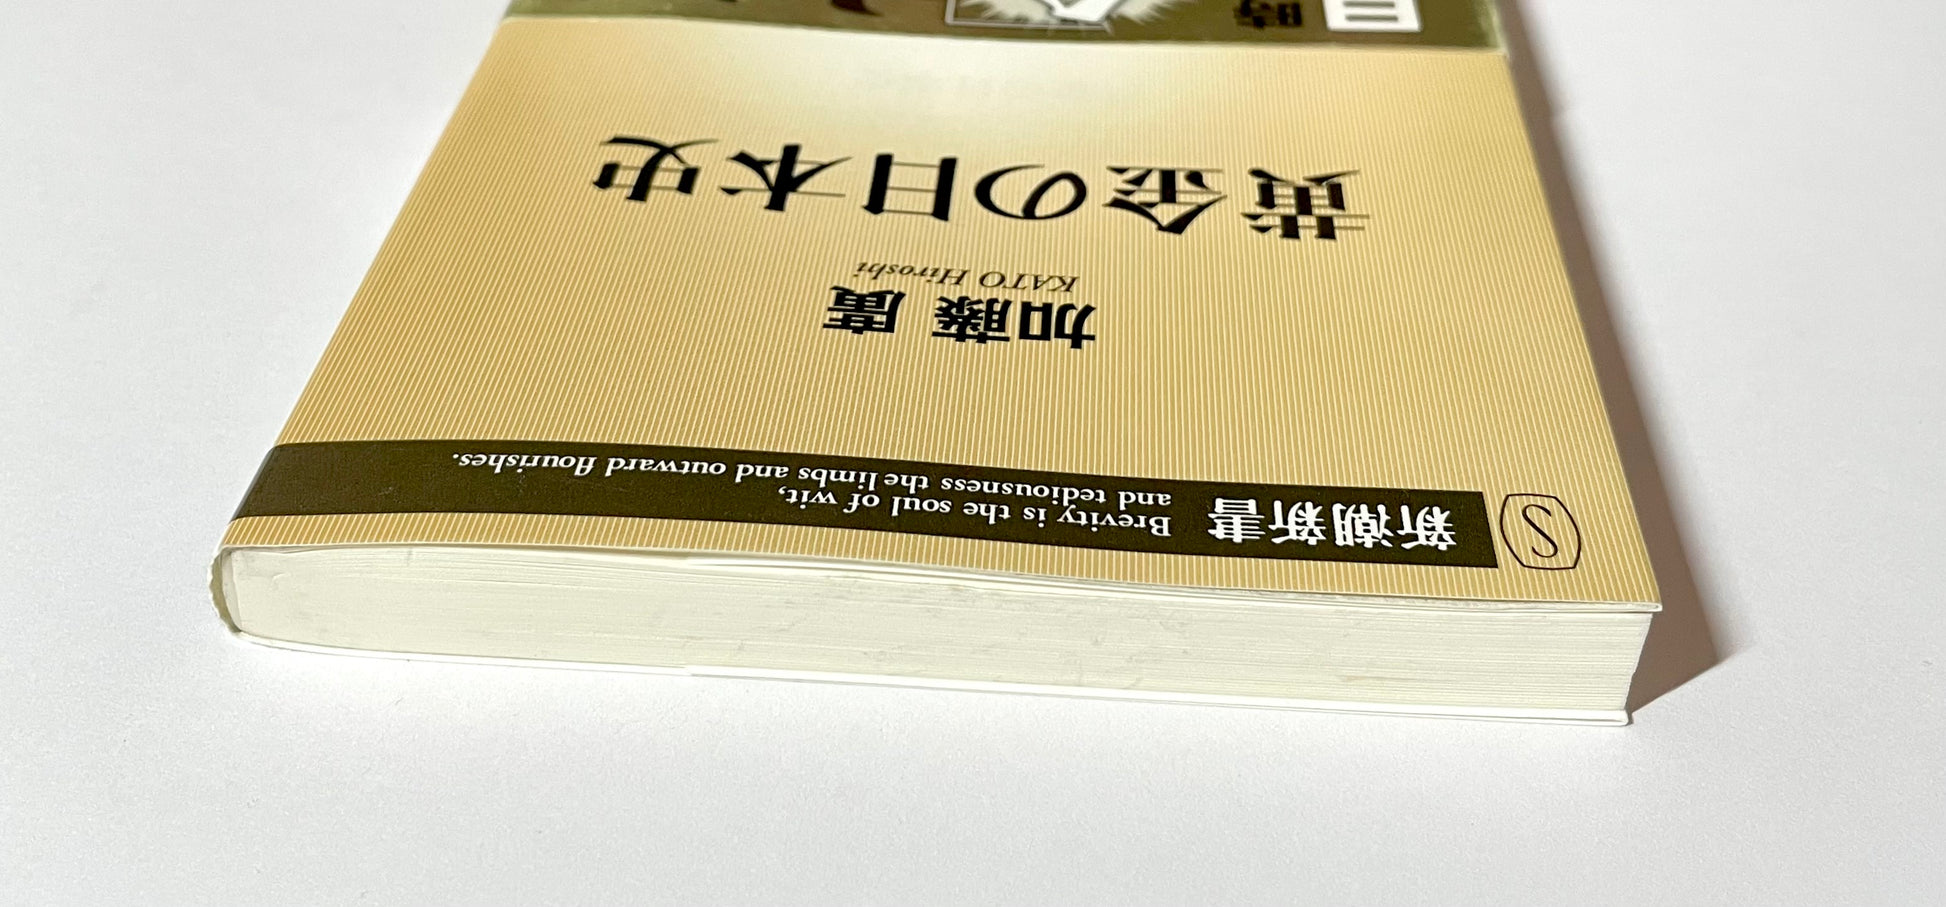 S
新潮新書
Brevity is the soul of wit,
and tediousness the limbs and outward flourishes.
加藤 廣
KATO Hiroshi
黄金の日本史